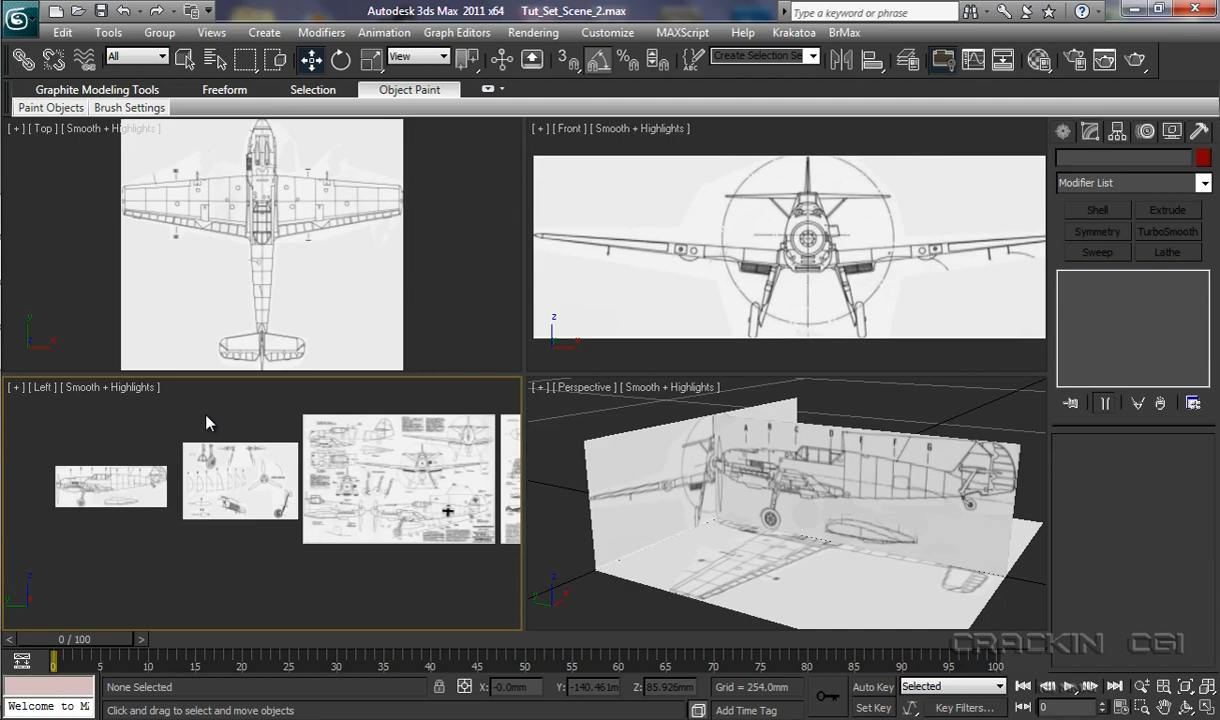 Autodesk 3ds Max 2011 x64 Tut_Set_Scene_2.max
Type a keyword or phrase
Edit Tools Group Views Create Modifiers Animation Graph Editors Rendering Customize MAXScript Help Krakatoa BrMax
All View Create Selection Se
Graphite Modeling Tools Freeform Selection Object Paint
Paint Objects Brush Settings
[ + ] [ Top ] [ Smooth + Highlights ]
[ + ] [ Front ] [ Smooth + Highlights ]
Modifier List
Shell Extrude
Symmetry TurboSmooth
Sweep Lathe
z
y x
[ + ] [ Left ] [ Smooth + Highlights ]
[ + ] [ Perspective ] [ Smooth + Highlights ]
A B C D E F G
z
0 / 100
CRACKIN CGI
0 5 10 15 20 25 30 35 40 45 50 55 60 65 70 75 80 85 90 95 100
None Selected X: -0.0mm Y: -140.461m Z: 85.926mm Grid = 254.0mm Auto Key Selected
Welcome to MA Click and drag to select and move objects Add Time Tag Set Key Key Filters... 0